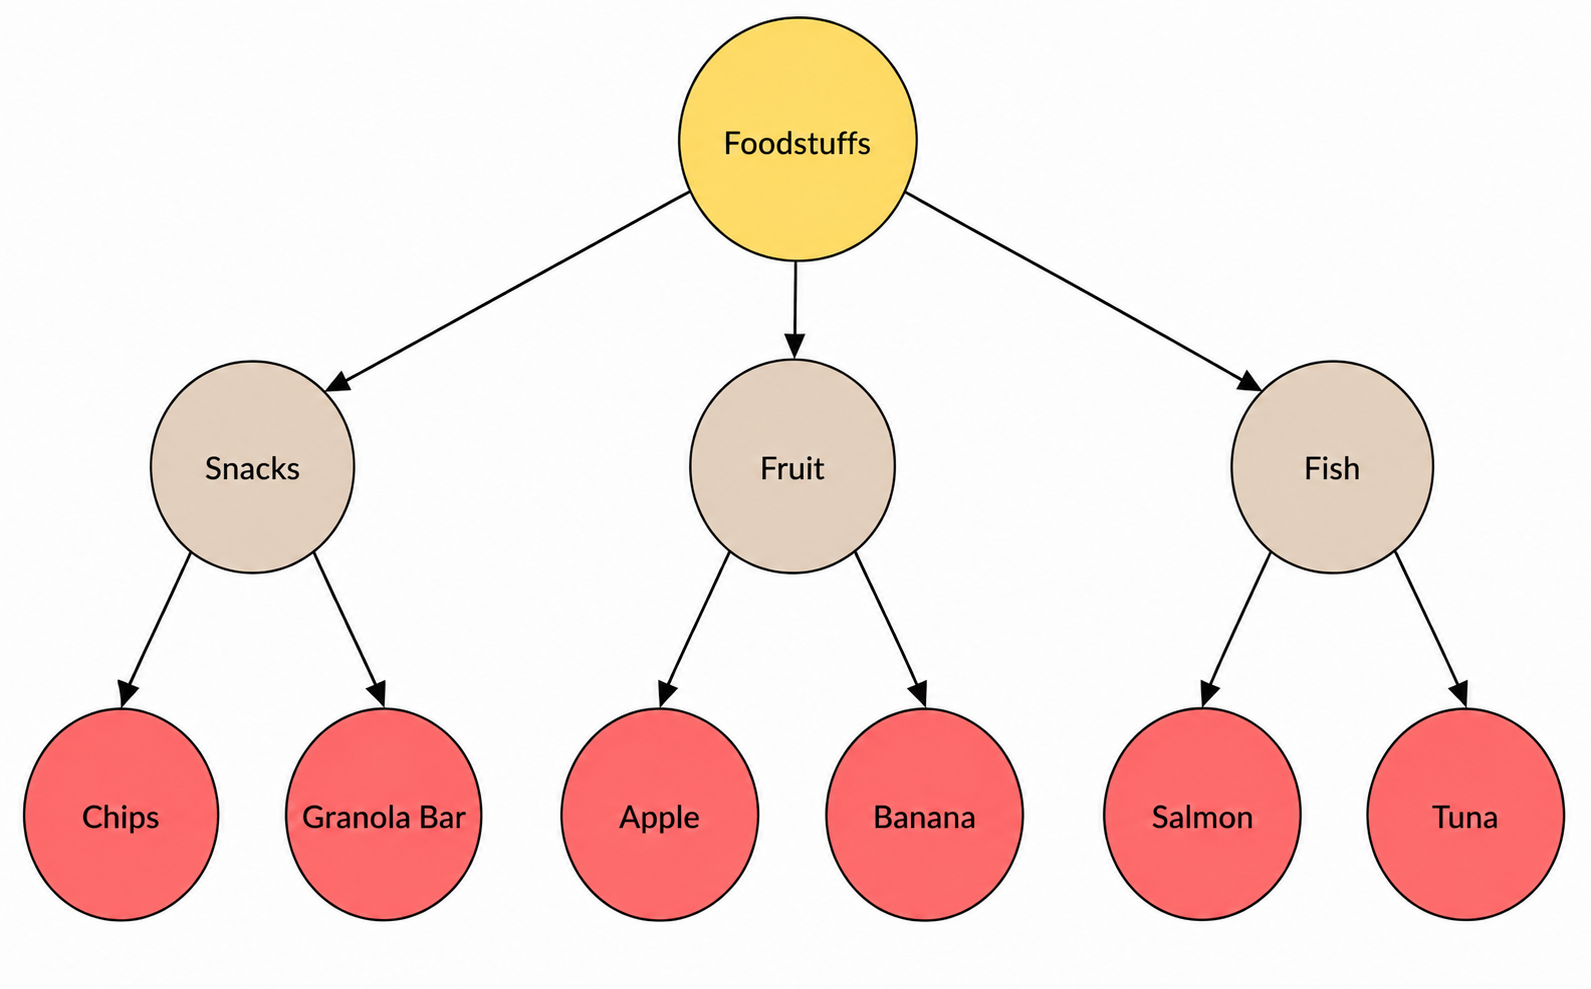 Foodstuffs
Snacks
Fruit
Fish
Chips
Granola Bar
Apple
Banana
Salmon
Tuna